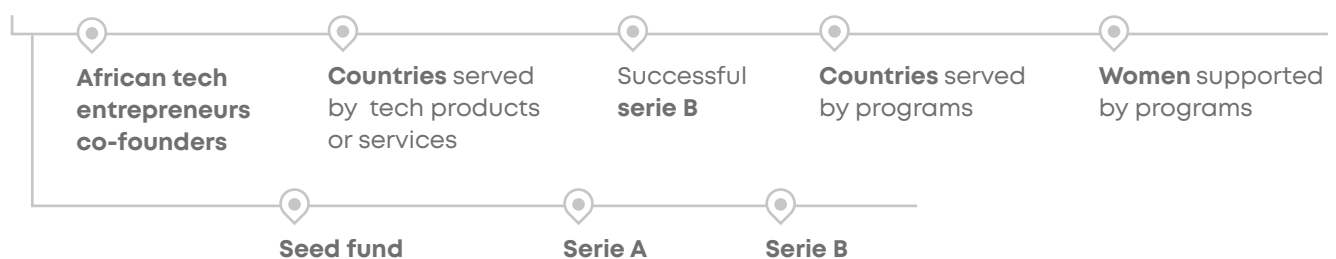 African tech
entrepreneurs
co-founders
Countries served
by tech products
or services
Successful
serie B
Countries served
by programs
Women supported
by programs
Seed fund
Serie A
Serie B